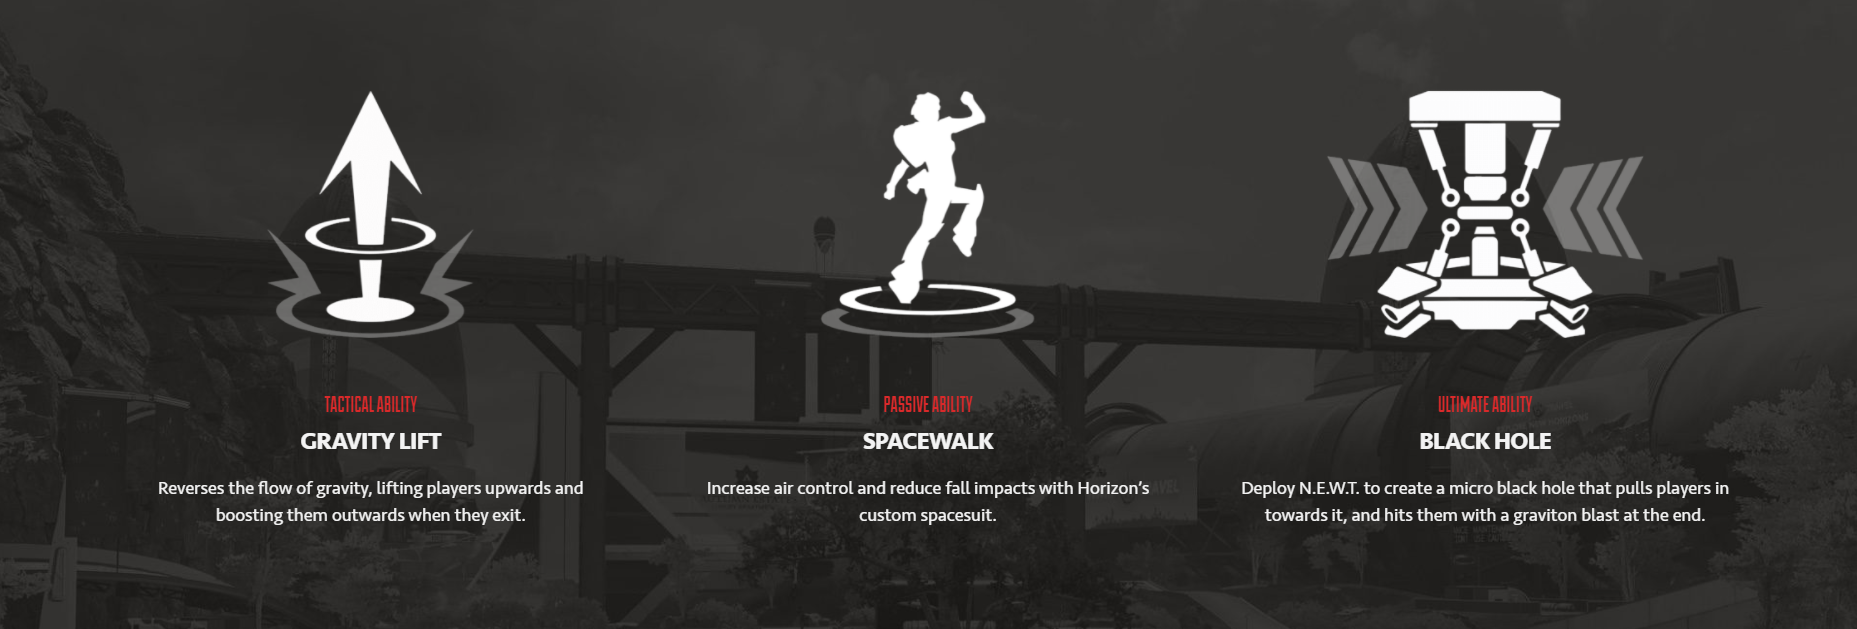 TACTICAL ABILITY
GRAVITY LIFT
Reverses the flow of gravity, lifting players upwards and
boosting them outwards when they exit.
PASSIVE ABILITY
SPACEWALK
Increase air control and reduce fall impacts with Horizon's
custom spacesuit.
ULTIMATE ABILITY
BLACK HOLE
Deploy N.E.W.T. to create a micro black hole that pulls players in
towards it, and hits them with a graviton blast at the end.